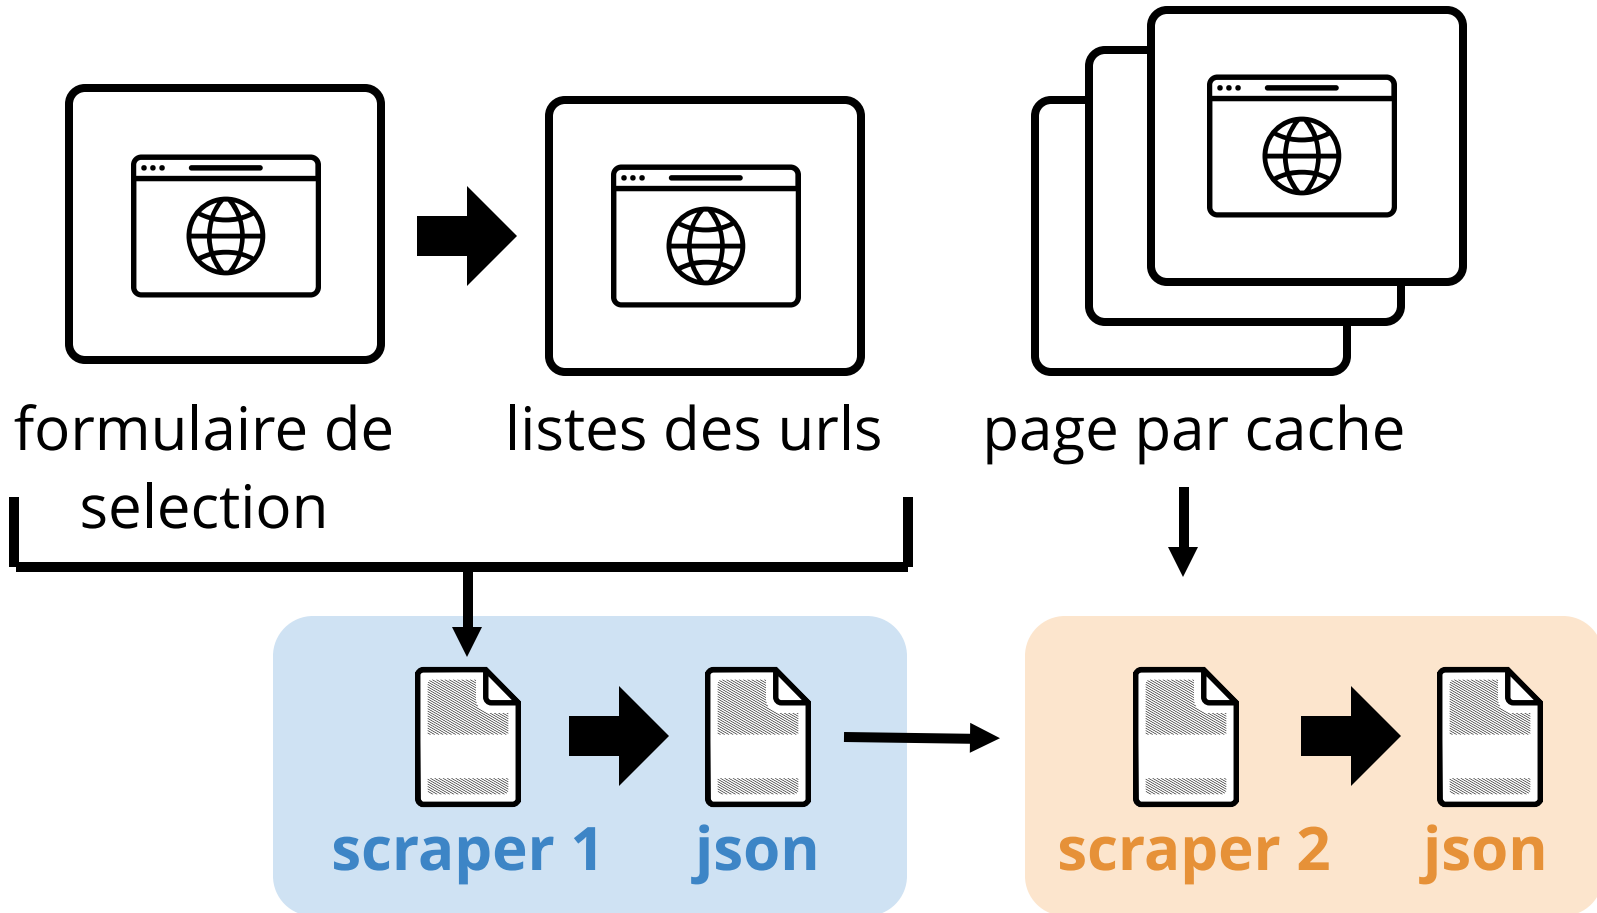 formulaire de
selection
listes des urls
page par cache
scraper 1
json
scraper 2
json